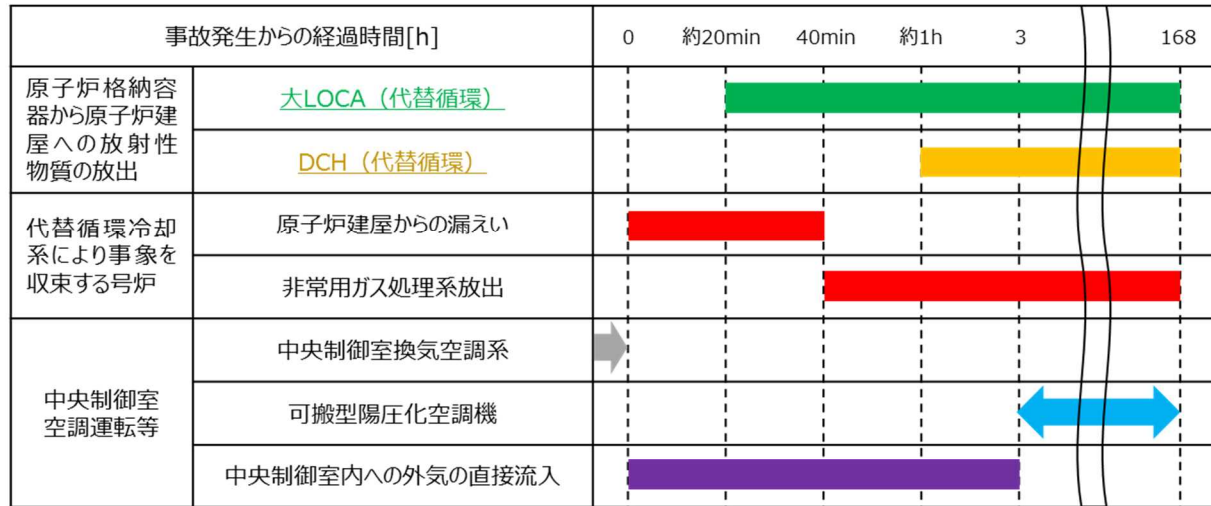 事故発生からの経過時間[h]
0 約20min 40min 約1h 3 168
原子炉格納容
器から原子炉建
屋への放射性
物質の放出
大LOCA（代替循環）
DCH（代替循環）
代替循環冷却
系により事象を
収束する号炉
原子炉建屋からの漏えい
非常用ガス処理系放出
中央制御室
空調運転等
中央制御室換気空調系
可搬型陽圧化空調機
中央制御室内への外気の直接流入